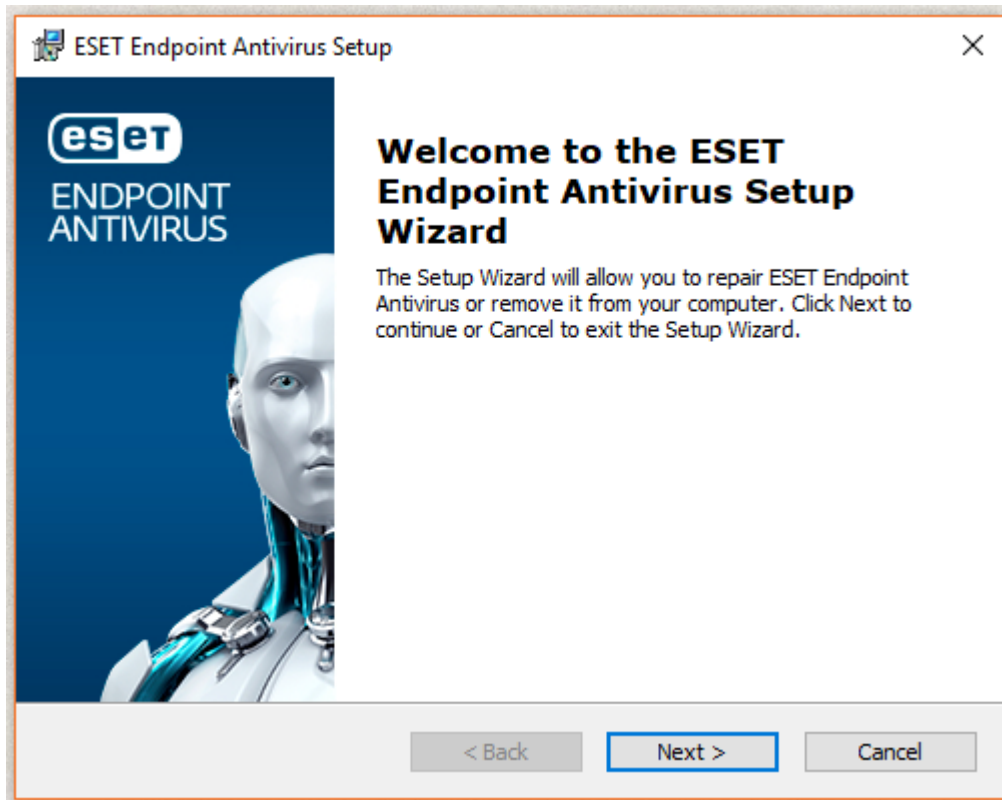 ESET Endpoint Antivirus Setup
eset
ENDPOINT
ANTIVIRUS
Welcome to the ESET
Endpoint Antivirus Setup
Wizard
The Setup Wizard will allow you to repair ESET Endpoint
Antivirus or remove it from your computer. Click Next to
continue or Cancel to exit the Setup Wizard.
< Back
Next >
Cancel